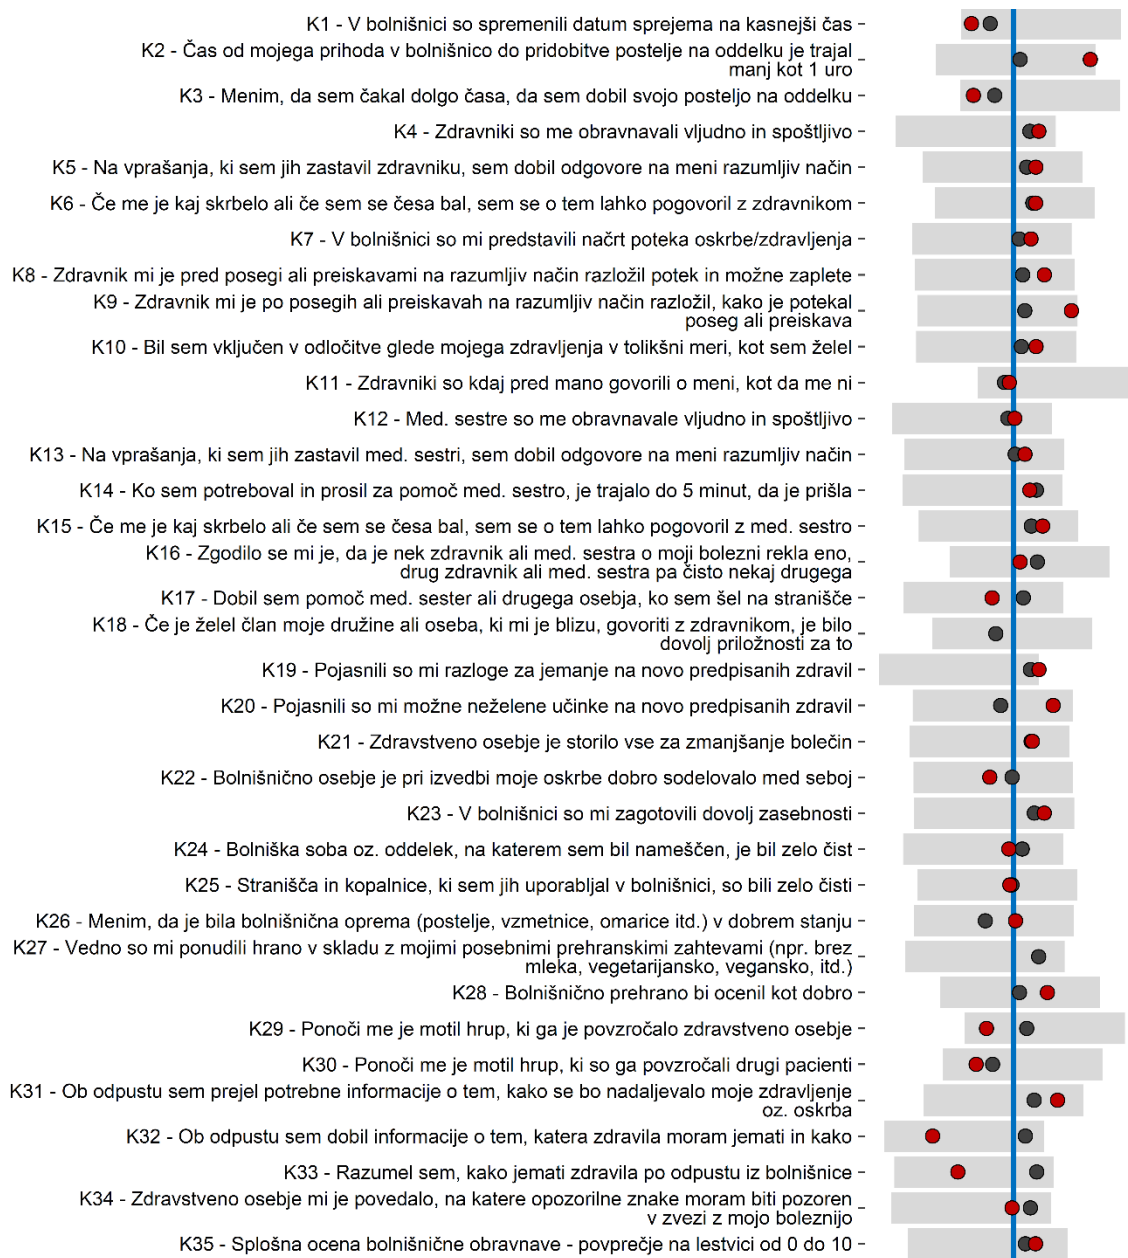 K1 - V bolnišnici so spremenili datum sprejema na kasnejši čas
K2 - Čas od mojega prihoda v bolnišnico do pridobitve postelje na oddelku je trajal
manj kot 1 uro
K3 - Menim, da sem čakal dolgo časa, da sem dobil svojo posteljo na oddelku
K4 - Zdravniki so me obravnavali vljudno in spoštljivo
K5 - Na vprašanja, ki sem jih zastavil zdravniku, sem dobil odgovore na meni razumljiv način
K6 - Če me je kaj skrbelo ali če sem se česa bal, sem se o tem lahko pogovoril z zdravnikom
K7 - V bolnišnici so mi predstavili načrt poteka oskrbe/zdravljenja
K8 - Zdravnik mi je pred posegi ali preiskavami na razumljiv način razložil potek in možne zaplete
K9 - Zdravnik mi je po posegih ali preiskavah na razumljiv način razložil, kako je potekal
poseg ali preiskava
K10 - Bil sem vključen v odločitve glede mojega zdravljenja v tolikšni meri, kot sem želel
K11 - Zdravniki so kdaj pred mano govorili o meni, kot da me ni
K12 - Med. sestre so me obravnavale vljudno in spoštljivo
K13 - Na vprašanja, ki sem jih zastavil med. sestri, sem dobil odgovore na meni razumljiv način
K14 - Ko sem potreboval in prosil za pomoč med. sestro, je trajalo do 5 minut, da je prišla
K15 - Če me je kaj skrbelo ali če sem se česa bal, sem se o tem lahko pogovoril z med. sestro
K16 - Zgodilo se mi je, da je nek zdravnik ali med. sestra o moji bolezni rekla eno,
drug zdravnik ali med. sestra pa čisto nekaj drugega
K17 - Dobil sem pomoč med. sester ali drugega osebja, ko sem šel na stranišče
K18 - Če je želel član moje družine ali oseba, ki mi je blizu, govoriti z zdravnikom, je bilo
dovolj priložnosti za to
K19 - Pojasnili so mi razloge za jemanje na novo predpisanih zdravil
K20 - Pojasnili so mi možne neželene učinke na novo predpisanih zdravil
K21 - Zdravstveno osebje je storilo vse za zmanjšanje bolečin
K22 - Bolnišnično osebje je pri izvedbi moje oskrbe dobro sodelovalo med seboj
K23 - V bolnišnici so mi zagotovili dovolj zasebnosti
K24 - Bolniška soba oz. oddelek, na katerem sem bil nameščen, je bil zelo čist
K25 - Stranišča in kopalnice, ki sem jih uporabljal v bolnišnici, so bili zelo čisti
K26 - Menim, da je bila bolnišnična oprema (postelje, vzmetnice, omarice itd.) v dobrem stanju
K27 - Vedno so mi ponudili hrano v skladu z mojimi posebnimi prehranskimi zahtevami (npr. brez
mleka, vegetarijansko, vegansko, itd.)
K28 - Bolnišnično prehrano bi ocenil kot dobro
K29 - Ponoči me je motil hrup, ki ga je povzročalo zdravstveno osebje
K30 - Ponoči me je motil hrup, ki so ga povzročali drugi pacienti
K31 - Ob odpustu sem prejel potrebne informacije o tem, kako se bo nadaljevalo moje zdravljenje
oz. oskrba
K32 - Ob odpustu sem dobil informacije o tem, katera zdravila moram jemati in kako
K33 - Razumel sem, kako jemati zdravila po odpustu iz bolnišnice
K34 - Zdravstveno osebje mi je povedalo, na katere opozorilne znake moram biti pozoren
v zvezi z mojo boleznijo
K35 - Splošna ocena bolnišnične obravnave - povprečje na lestvici od 0 do 10